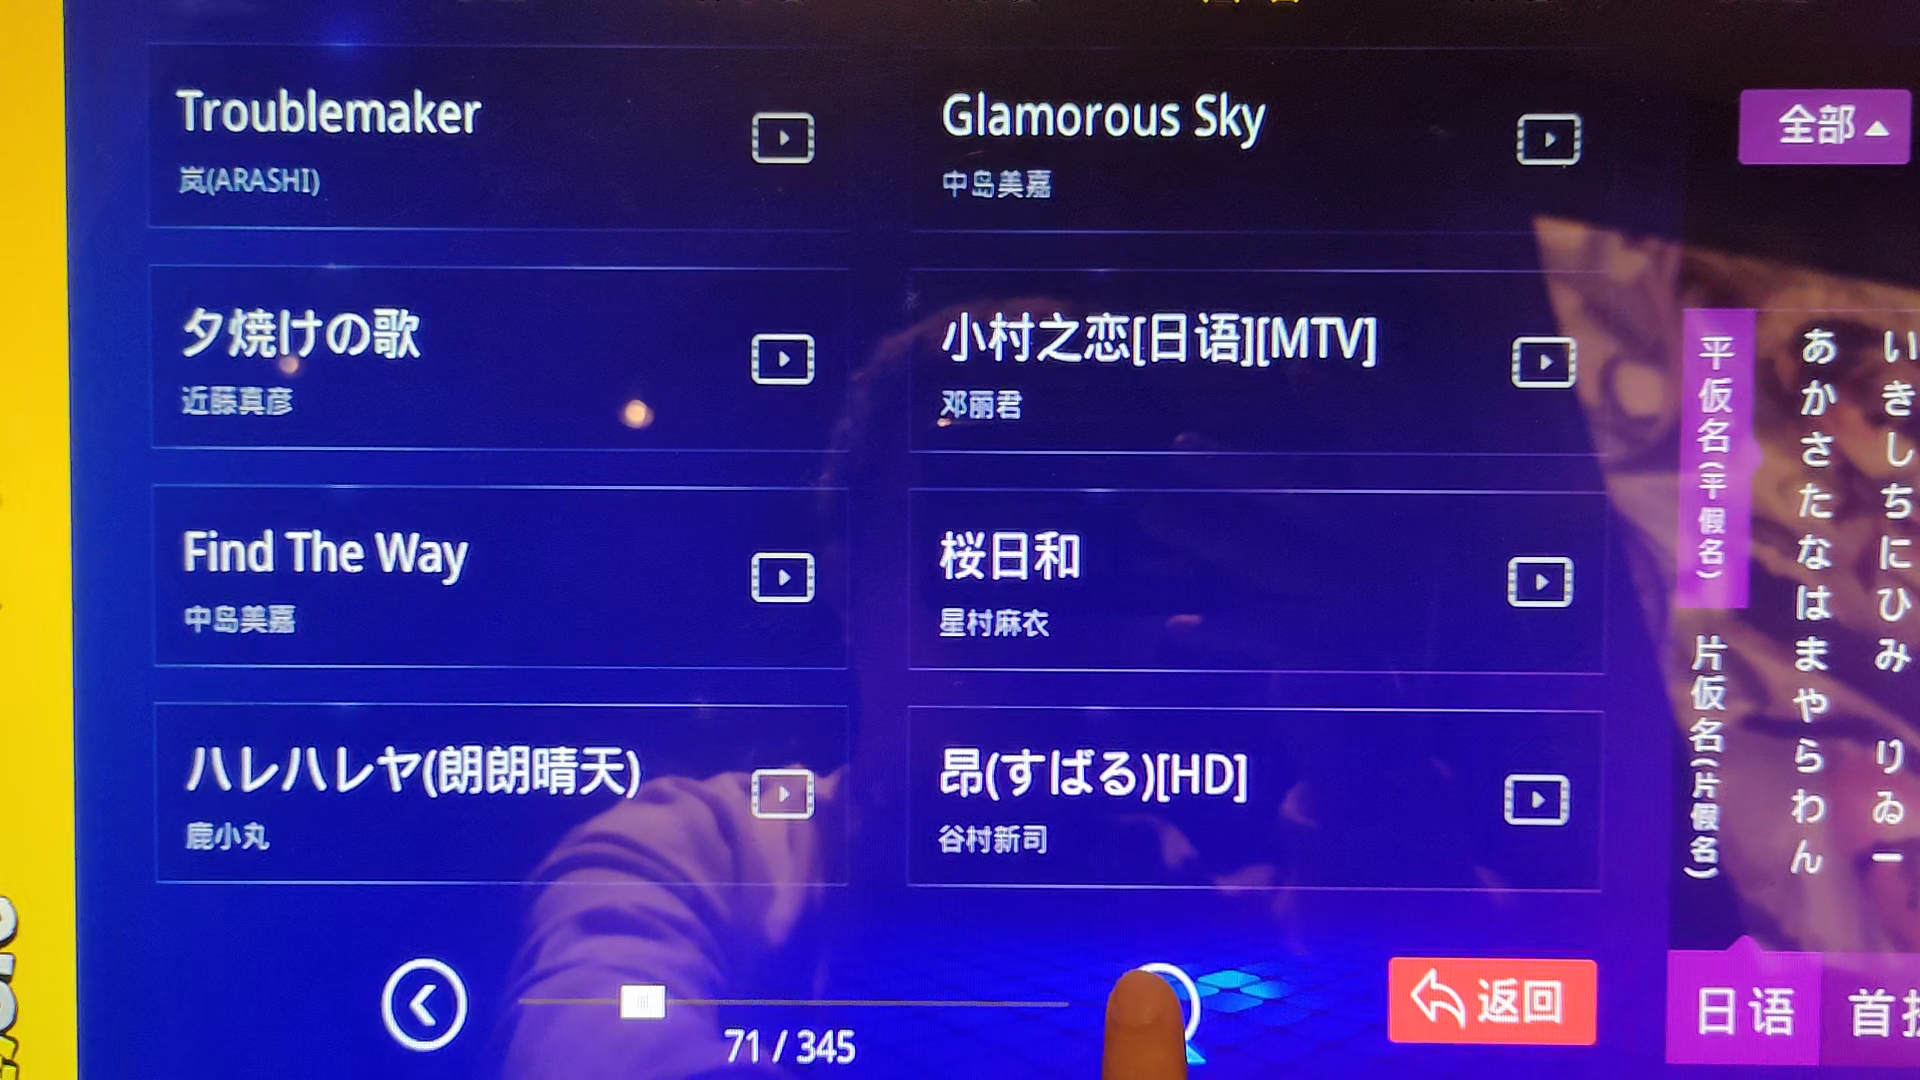 Troublemaker
岚(ARASHI)
Glamorous Sky
中岛美嘉
全部
夕焼けの歌
近藤真彦
小村之恋[日语][MTV]
邓丽君
Find The Way
中岛美嘉
桜日和
星村麻衣
ハレハレヤ(朗朗晴天)
鹿小丸
昴(すばる)[HD]
谷村新司
平仮名(平假名)
片仮名(片假名)
あかさたなはまやらわん
いきしちにひみ りゐー
71 / 345
返回
日语
首